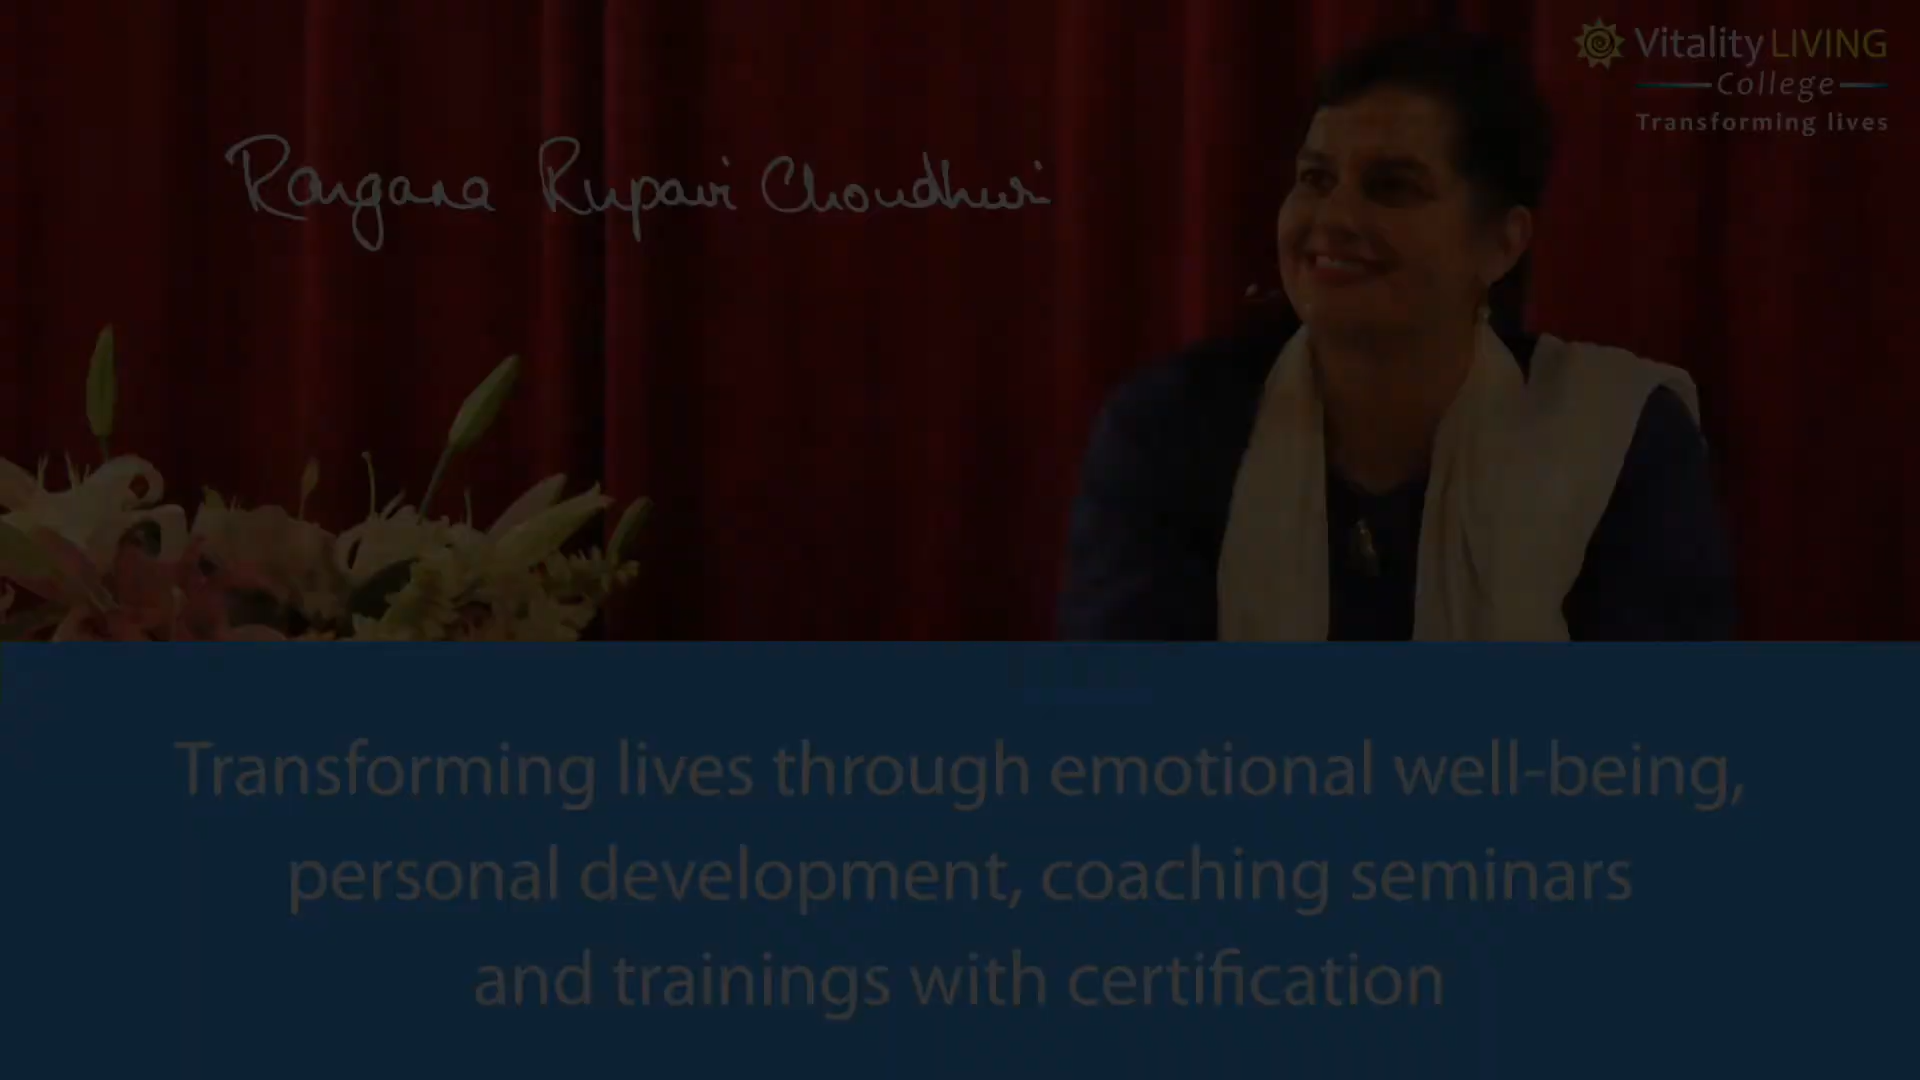 Vitality LIVING
College
Transforming lives
Rangana Rupavi Choudhuri
Transforming lives through emotional well-being,
personal development, coaching seminars
and trainings with certification